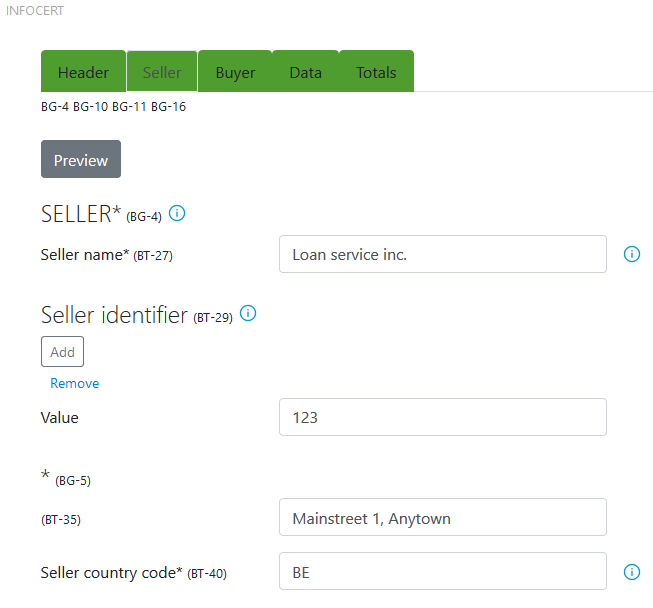 INFOCERT
Header Seller Buyer Data Totals
BG-4 BG-10 BG-11 BG-16
Preview
SELLER* (BG-4)
Seller name* (BT-27) Loan service inc.
Seller identifier (BT-29)
Add
Remove
Value 123
* (BG-5)
(BT-35) Mainstreet 1, Anytown
Seller country code* (BT-40) BE